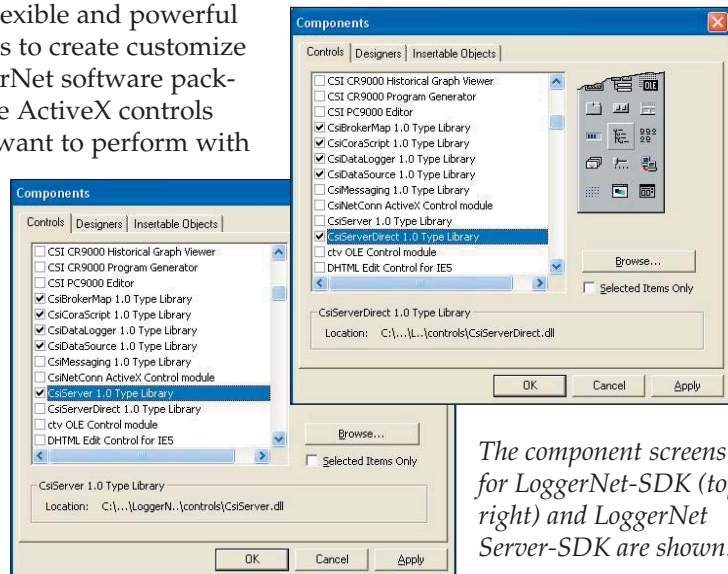 exible and powerful
s to create customize
erNet software pack-
e ActiveX controls
want to perform with
Components
Controls Designers Insertable Objects
CSI CR9000 Historical Graph Viewer
CSI CR9000 Program Generator
CSI PC9000 Editor
CsiBrokerMap 1.0 Type Library
CsiCoraScript 1.0 Type Library
CsiDataLogger 1.0 Type Library
CsiDataSource 1.0 Type Library
CsiMessaging 1.0 Type Library
CsiNetConn ActiveX Control module
CsiServer 1.0 Type Library
CsiServerDirect 1.0 Type Library
ctv OLE Control module
DHTML Edit Control for IE5
OLE
Browse...
Selected Items Only
CsiServerDirect 1.0 Type Library
Location: C:\...\L..\controls\CsiServerDirect.dll
OK Cancel Apply
Components
Controls Designers Insertable Objects
CSI CR9000 Historical Graph Viewer
CSI CR9000 Program Generator
CSI PC9000 Editor
CsiBrokerMap 1.0 Type Library
CsiCoraScript 1.0 Type Library
CsiDataLogger 1.0 Type Library
CsiDataSource 1.0 Type Library
CsiMessaging 1.0 Type Library
CsiNetConn ActiveX Control module
CsiServer 1.0 Type Library
CsiServerDirect 1.0 Type Library
ctv OLE Control module
DHTML Edit Control for IE5
Browse...
Selected Items Only
CsiServer 1.0 Type Library
Location: C:\...\LoggerN..\controls\CsiServer.dll
OK Cancel Apply
The component screens
for LoggerNet-SDK (to
right) and LoggerNet
Server-SDK are shown.